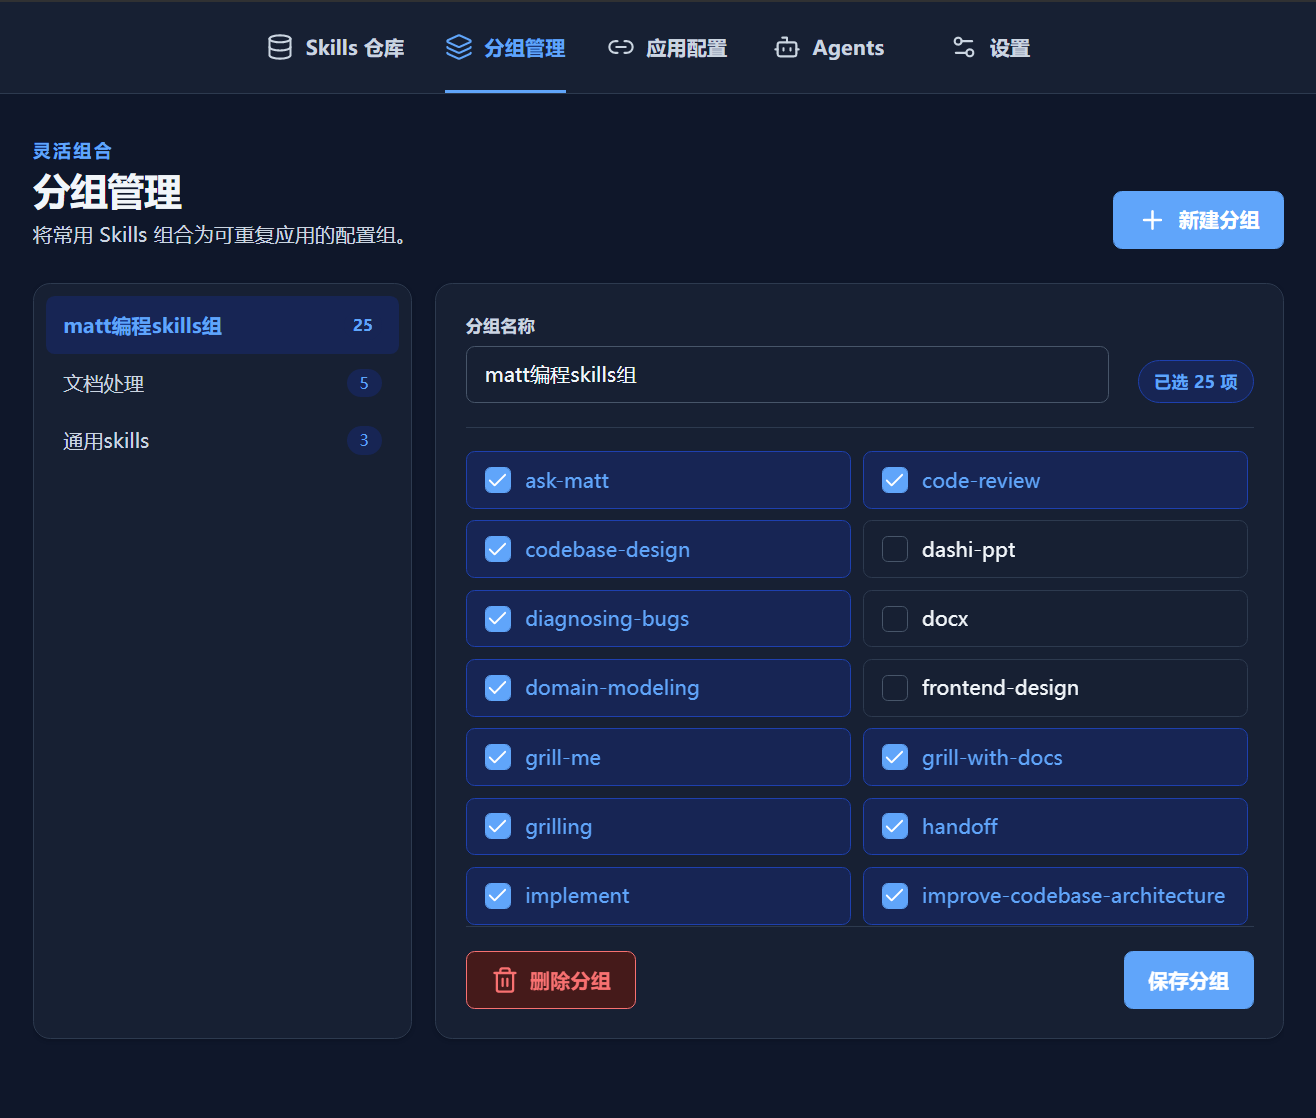 Skills 仓库
分组管理
应用配置
Agents
设置
灵活组合
分组管理
将常用 Skills 组合为可重复应用的配置组。
新建分组
matt编程skills组 25
文档处理 5
通用skills 3
分组名称
matt编程skills组
已选 25 项
ask-matt
code-review
codebase-design
dashi-ppt
diagnosing-bugs
docx
domain-modeling
frontend-design
grill-me
grill-with-docs
grilling
handoff
implement
improve-codebase-architecture
删除分组
保存分组